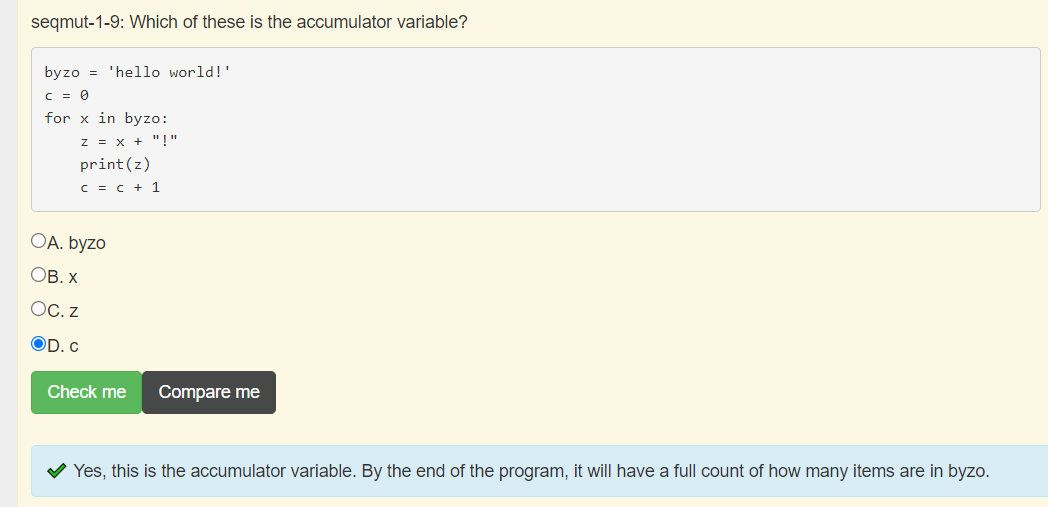 seqmut-1-9: Which of these is the accumulator variable?
byzo = 'hello world!'
c = 0
for x in byzo:
    z = x + "!"
    print(z)
    c = c + 1
A. byzo
B. x
C. z
D. c
Check me Compare me
Yes, this is the accumulator variable. By the end of the program, it will have a full count of how many items are in byzo.